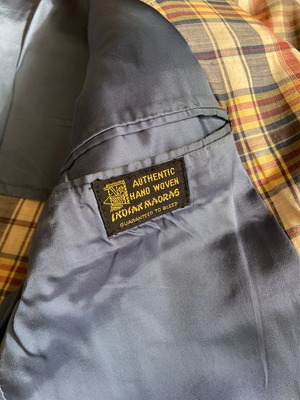 AUTHENTIC
HAND WOVEN
INDIAN MADRAS
GUARANTEED TO BLEED